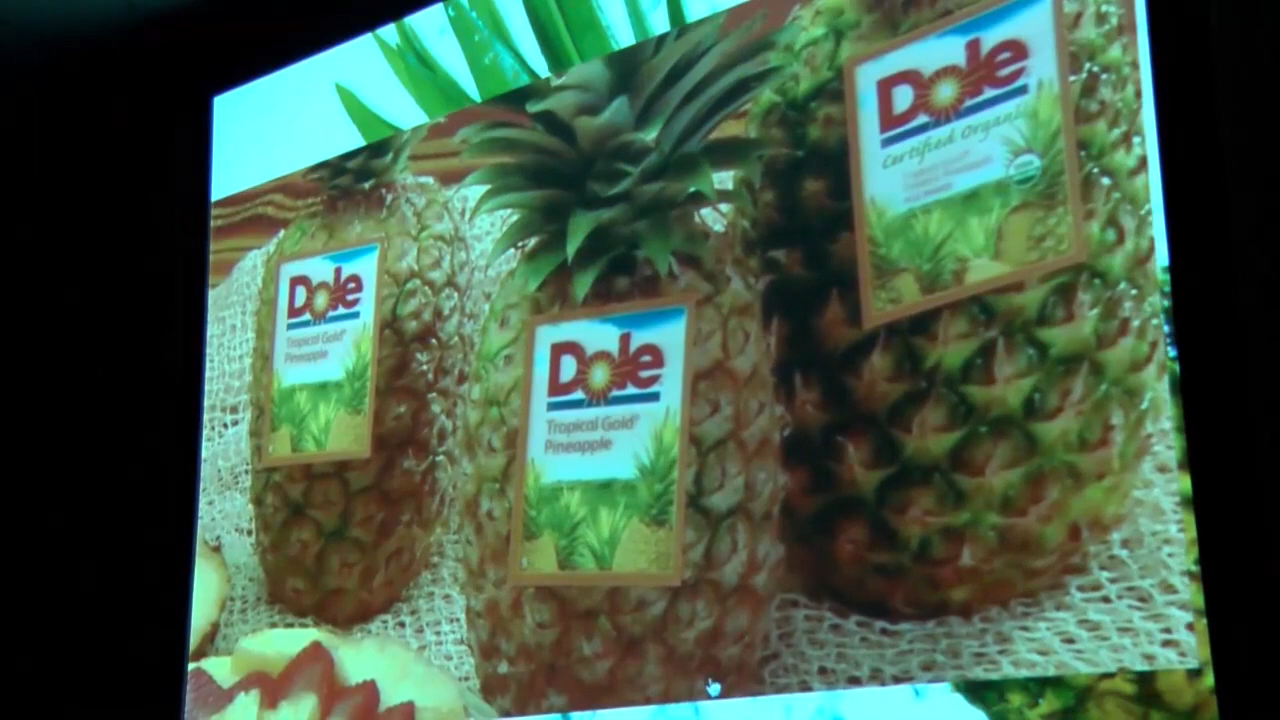 Dole
Tropical Gold®
Pineapple
Dole
Tropical Gold®
Pineapple
Dole
Certified Organic